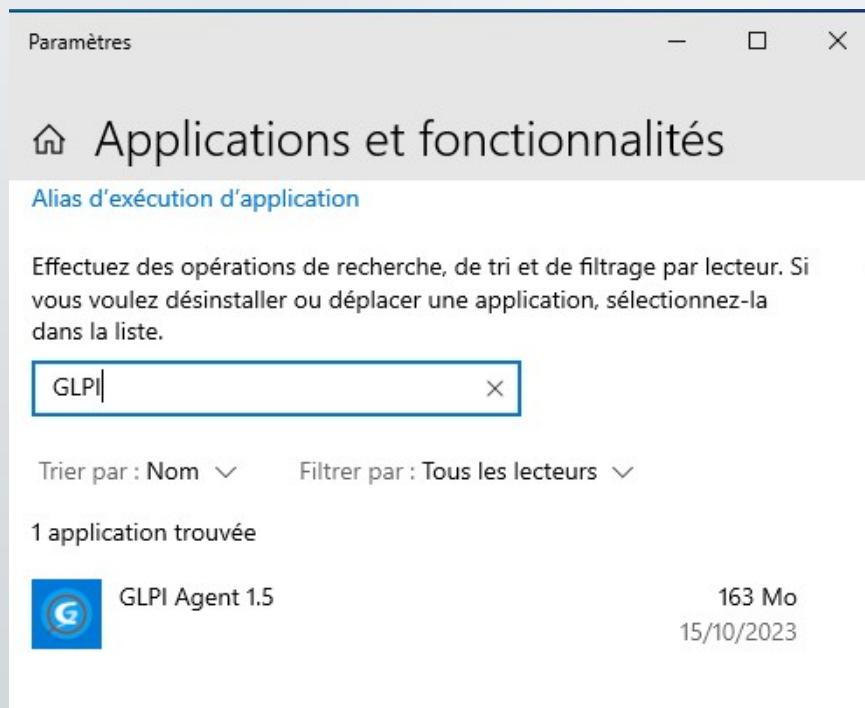 Paramètres
Applications et fonctionnalités
Alias d’exécution d’application
Effectuez des opérations de recherche, de tri et de filtrage par lecteur. Si
vous voulez désinstaller ou déplacer une application, sélectionnez-la
dans la liste.
GLPI
Trier par : Nom Filtrer par : Tous les lecteurs
1 application trouvée
GLPI Agent 1.5 163 Mo
15/10/2023